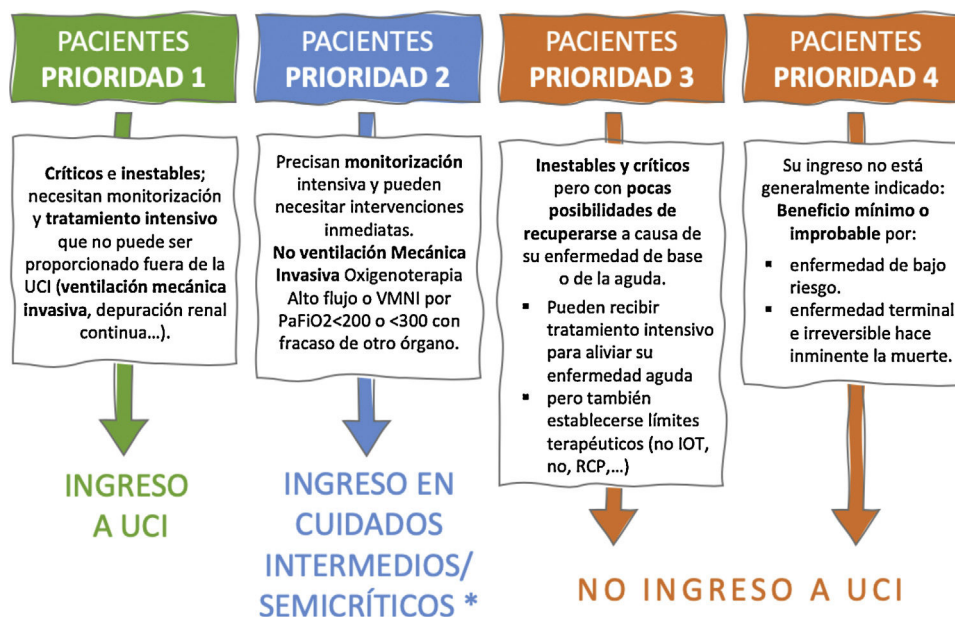 PACIENTES
PRIORIDAD 1
Críticos e inestables;
necesitan monitorización
y tratamiento intensivo
que no puede ser
proporcionado fuera de la
UCI (ventilación mecánica
invasiva, depuración renal
continua...).
INGRESO
A UCI
PACIENTES
PRIORIDAD 2
Precisan monitorización
intensiva y pueden
necesitar intervenciones
inmediatas.
No ventilación Mecánica
Invasiva Oxigenoterapia
Alto flujo o VMNI por
PaFiO2<200 o <300 con
fracaso de otro órgano.
INGRESO EN
CUIDADOS
INTERMEDIOS/
SEMICRÍTICOS *
PACIENTES
PRIORIDAD 3
Inestables y críticos
pero con pocas
posibilidades de
recuperarse a causa de
su enfermedad de base
o de la aguda.
▪ Pueden recibir
tratamiento intensivo
para aliviar su
enfermedad aguda
▪ pero también
establecerse límites
terapéuticos (no IOT,
no, RCP,...)
PACIENTES
PRIORIDAD 4
Su ingreso no está
generalmente indicado:
Beneficio mínimo o
improbable por:
▪ enfermedad de bajo
riesgo.
▪ enfermedad terminal
e irreversible hace
inminente la muerte.
NO INGRESO A UCI